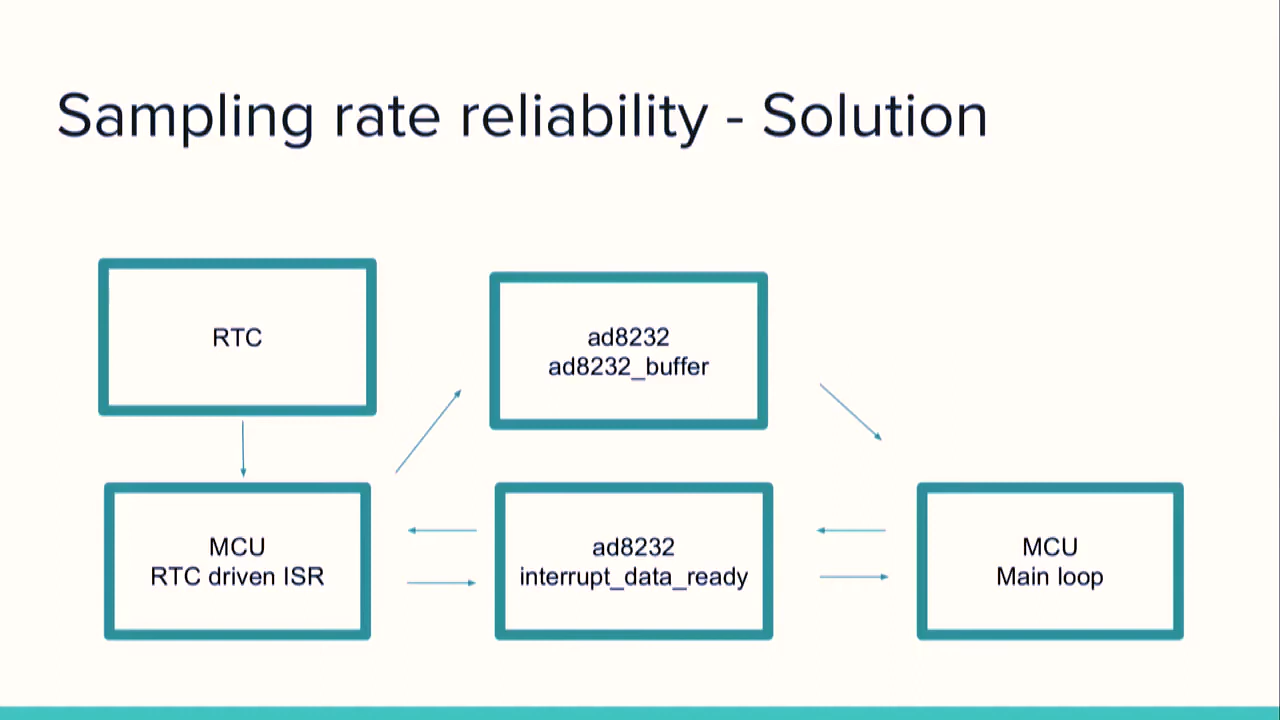 Sampling rate reliability - Solution
RTC
ad8232
ad8232_buffer
MCU
RTC driven ISR
ad8232
interrupt_data_ready
MCU
Main loop